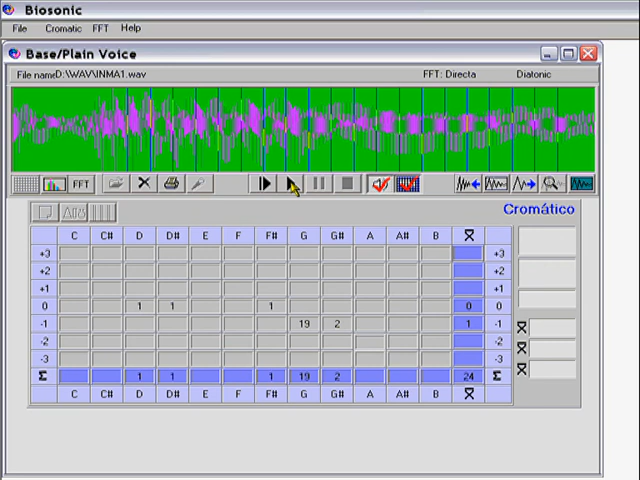 Biosonic
File Cromatic FFT Help
Base/Plain Voice
File nameD:\WAV\INMA1.wav FFT: Directa Diatonic
FFT
Cromático
C C# D D# E F F# G G# A A# B
+3 +3
+2 +2
+1 +1
0 1 1 1 0 0
-1 19 2 1 -1
-2 -2
-3 -3
Σ 1 1 1 19 2 24 Σ
C C# D D# E F F# G G# A A# B